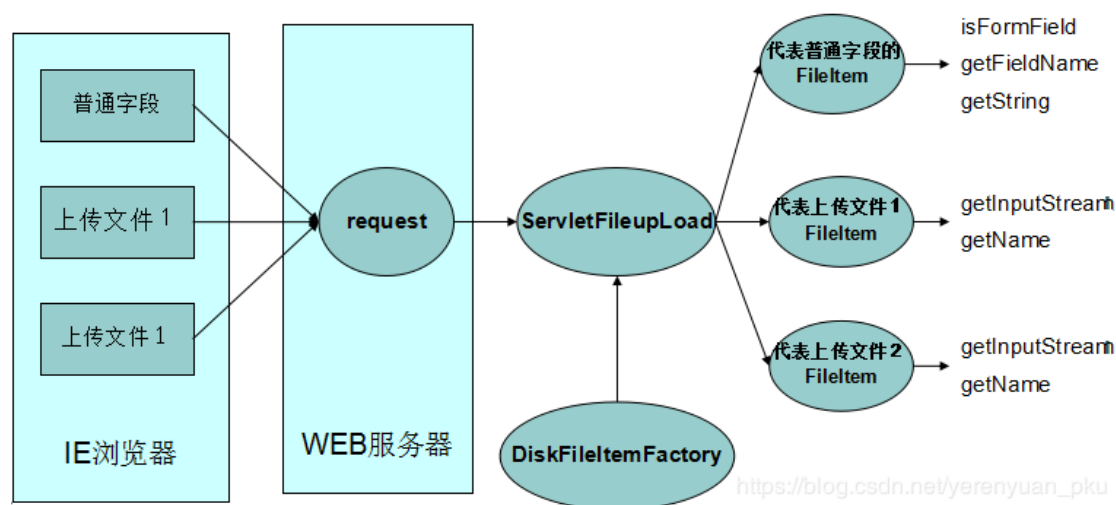 普通字段
上传文件 1
上传文件 1
IE浏览器
request
WEB服务器
ServletFileupLoad
DiskFileItemFactory
代表普通字段的
FileItem
isFormField
getFieldName
getString
代表上传文件1
FileItem
getInputStream
getName
代表上传文件2
FileItem
getInputStream
getName
https://blog.csdn.net/yerenyuan_pku